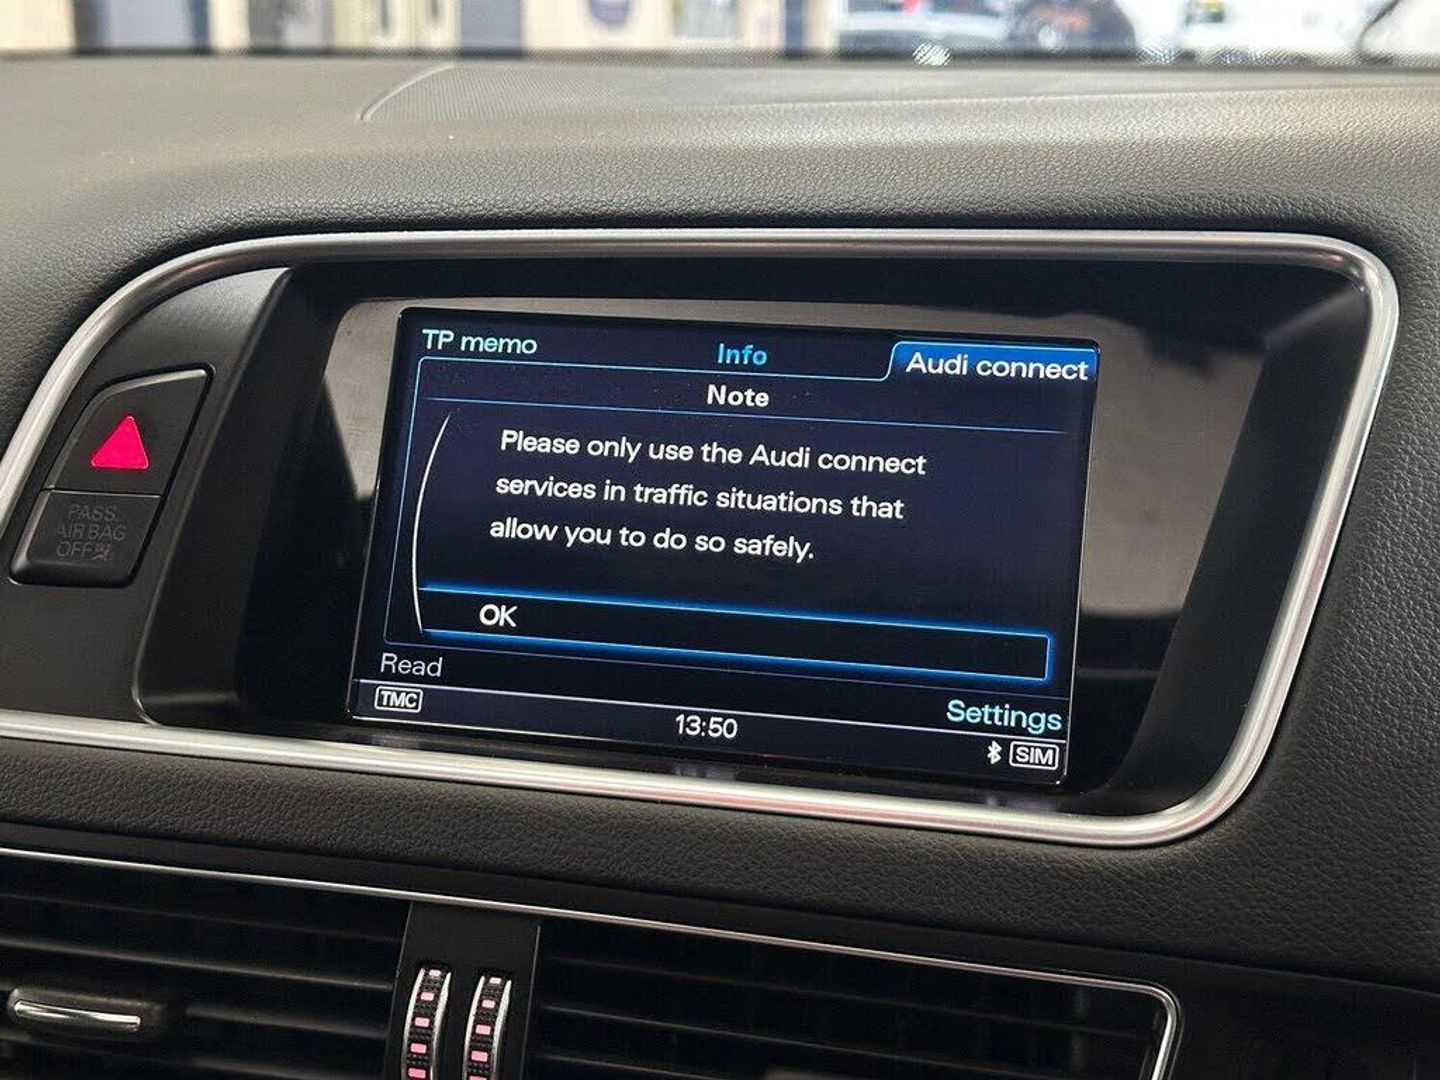 TP memo
Info
Audi connect
Note
Please only use the Audi connect
services in traffic situations that
allow you to do so safely.
OK
Read
Settings
TMC
13:50
SIM
PASS.
AIR BAG
OFF